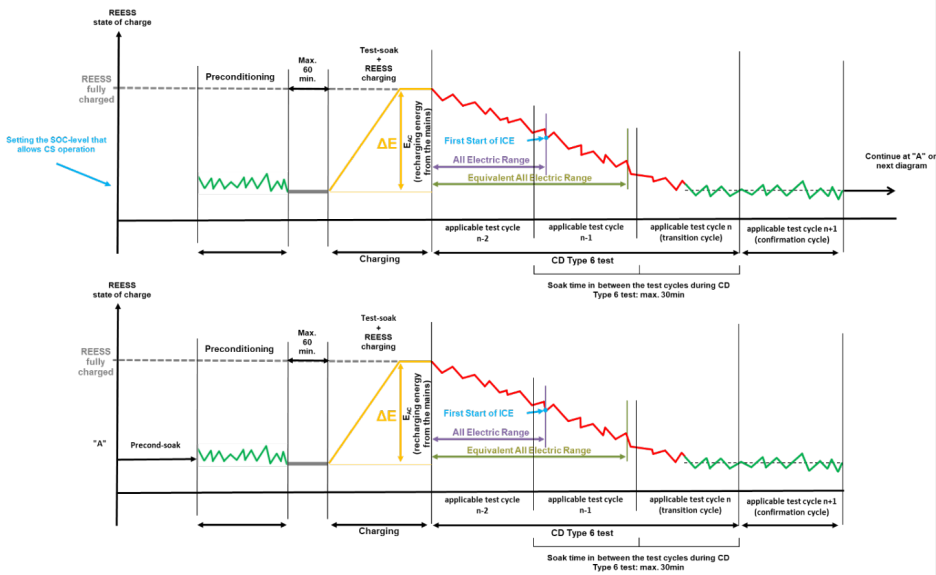 REESS
state of charge
Max.
60
min.
Test-soak
+
REESS
charging
Preconditioning
REESS
fully
charged
Setting the SOC-level that
allows CS operation
ΔE
EAC
(recharging energy
from the mains)
First Start of ICE
All Electric Range
Equivalent All Electric Range
Continue at "A" on
next diagram
applicable test cycle
n-2
applicable test cycle
n-1
applicable test cycle n
(transition cycle)
applicable test cycle n+1
(confirmation cycle)
Charging
CD Type 6 test
Soak time in between the test cycles during CD
Type 6 test: max. 30min
REESS
state of charge
Max.
60
min.
Test-soak
+
REESS
charging
Preconditioning
REESS
fully
charged
"A"
Precond-soak
ΔE
EAC
(recharging energy
from the mains)
First Start of ICE
All Electric Range
Equivalent All Electric Range
applicable test cycle
n-2
applicable test cycle
n-1
applicable test cycle n
(transition cycle)
applicable test cycle n+1
(confirmation cycle)
Charging
CD Type 6 test
Soak time in between the test cycles during CD
Type 6 test: max. 30min